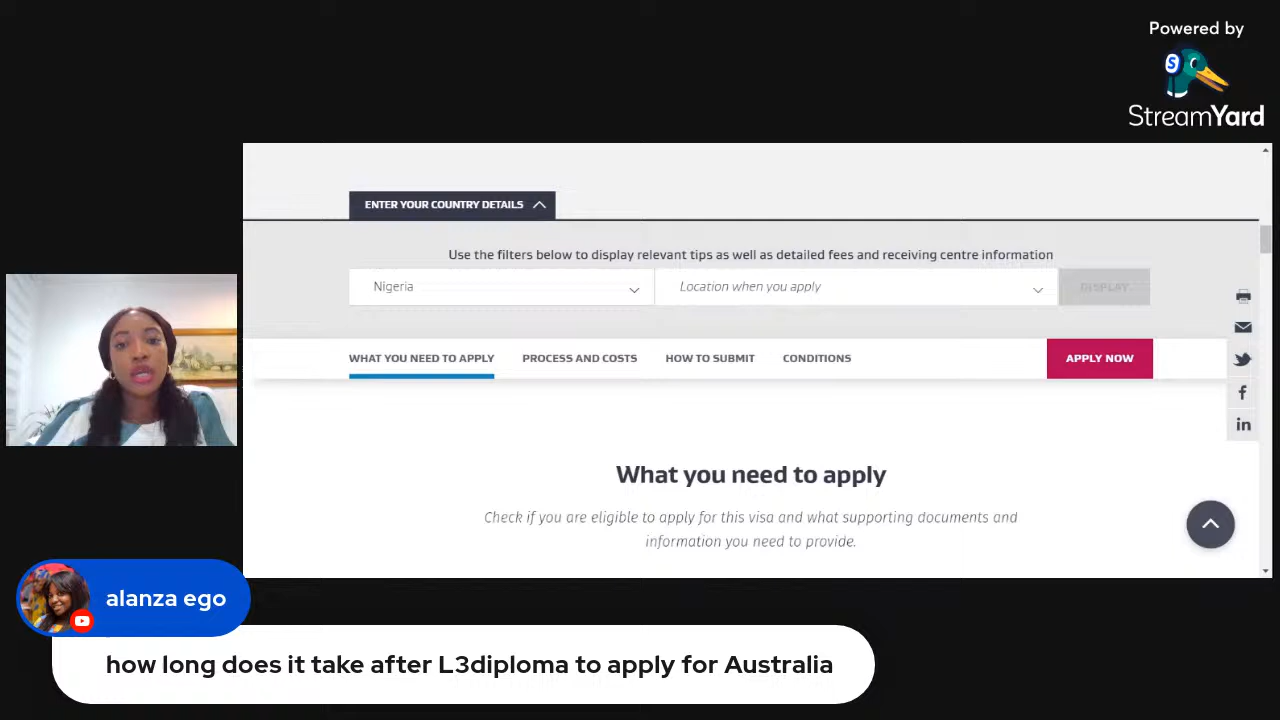 Powered by
StreamYard
ENTER YOUR COUNTRY DETAILS
Use the filters below to display relevant tips as well as detailed fees and receiving centre information
Nigeria
Location when you apply
DISPLAY
WHAT YOU NEED TO APPLY
PROCESS AND COSTS
HOW TO SUBMIT
CONDITIONS
APPLY NOW
What you need to apply
Check if you are eligible to apply for this visa and what supporting documents and
information you need to provide.
alanza ego
how long does it take after L3diploma to apply for Australia